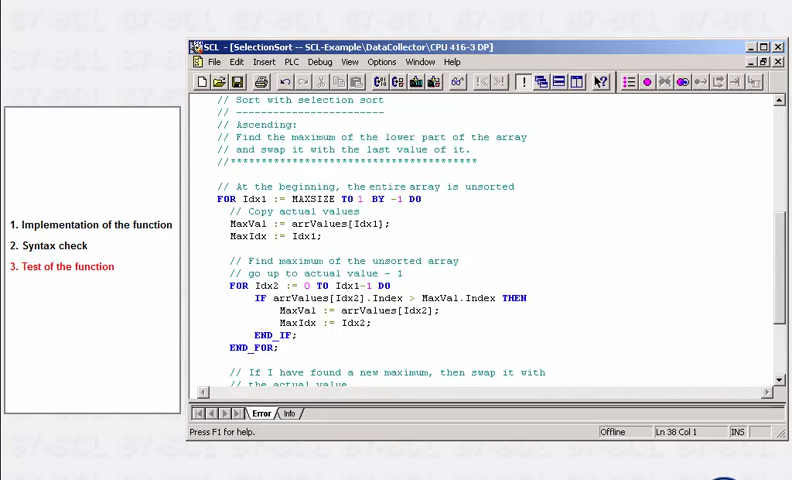 SCL - [SelectionSort -- SCL-Example\DataCollector\CPU 416-3 DP]
File Edit Insert PLC Debug View Options Window Help
// Sort with selection sort
// ------------------------
// Ascending:
// Find the maximum of the lower part of the array
// and swap it with the last value of it.
//*****************************************
// At the beginning, the entire array is unsorted
FOR Idx1 := MAXSIZE TO 1 BY -1 DO
// Copy actual values
MaxVal := arrValues[Idx1];
MaxIdx := Idx1;
// Find maximum of the unsorted array
// go up to actual value - 1
FOR Idx2 := 0 TO Idx1-1 DO
IF arrValues[Idx2].Index > MaxVal.Index THEN
MaxVal := arrValues[Idx2];
MaxIdx := Idx2;
END_IF;
END_FOR;
// If I have found a new maximum, then swap it with
// the actual value
1. Implementation of the function
2. Syntax check
3. Test of the function
Error Info
Press F1 for help. Offline Ln 38 Col 1 INS